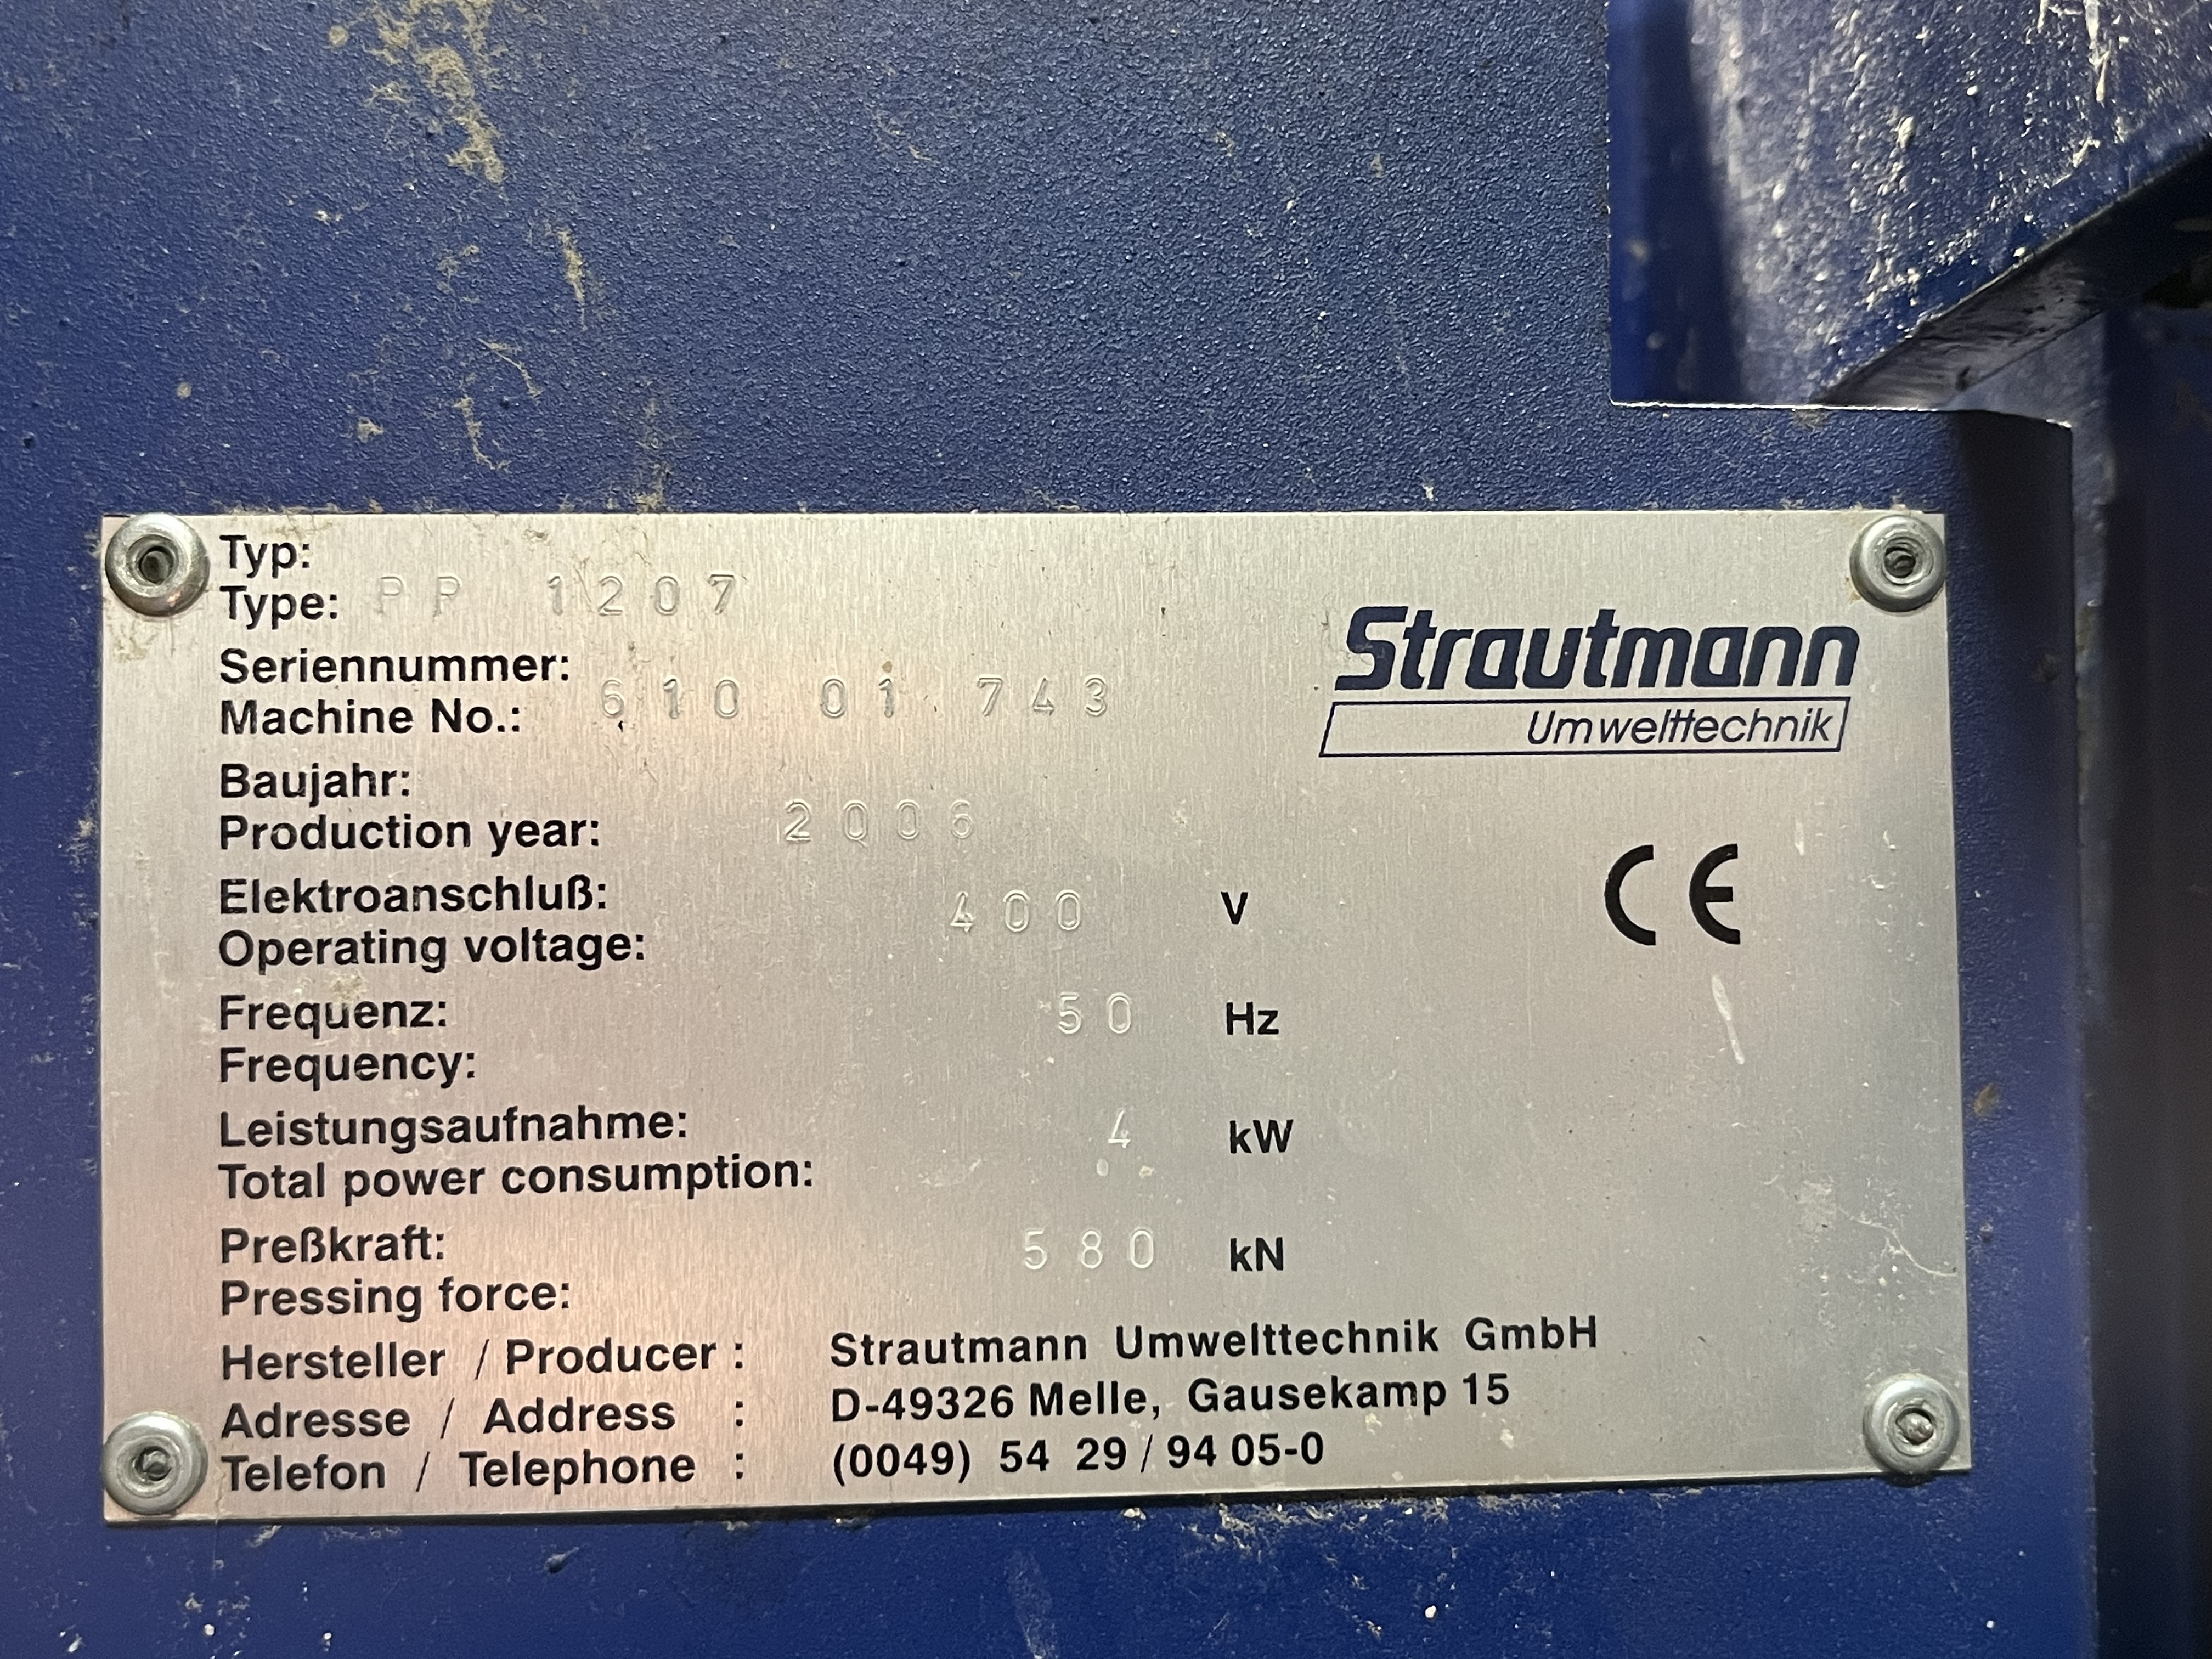 Typ:
Type: PP 1207
Seriennummer:
Machine No.: 610 01 743
Strautmann
Umwelttechnik
Baujahr:
Production year: 2006
CE
Elektroanschluß:
Operating voltage: 400 V
Frequenz: 50 Hz
Frequency:
Leistungsaufnahme: 4 kW
Total power consumption:
Preßkraft: 580 kN
Pressing force:
Hersteller / Producer : Strautmann Umwelttechnik GmbH
Adresse / Address : D-49326 Melle, Gausekamp 15
Telefon / Telephone : (0049) 54 29 / 94 05-0